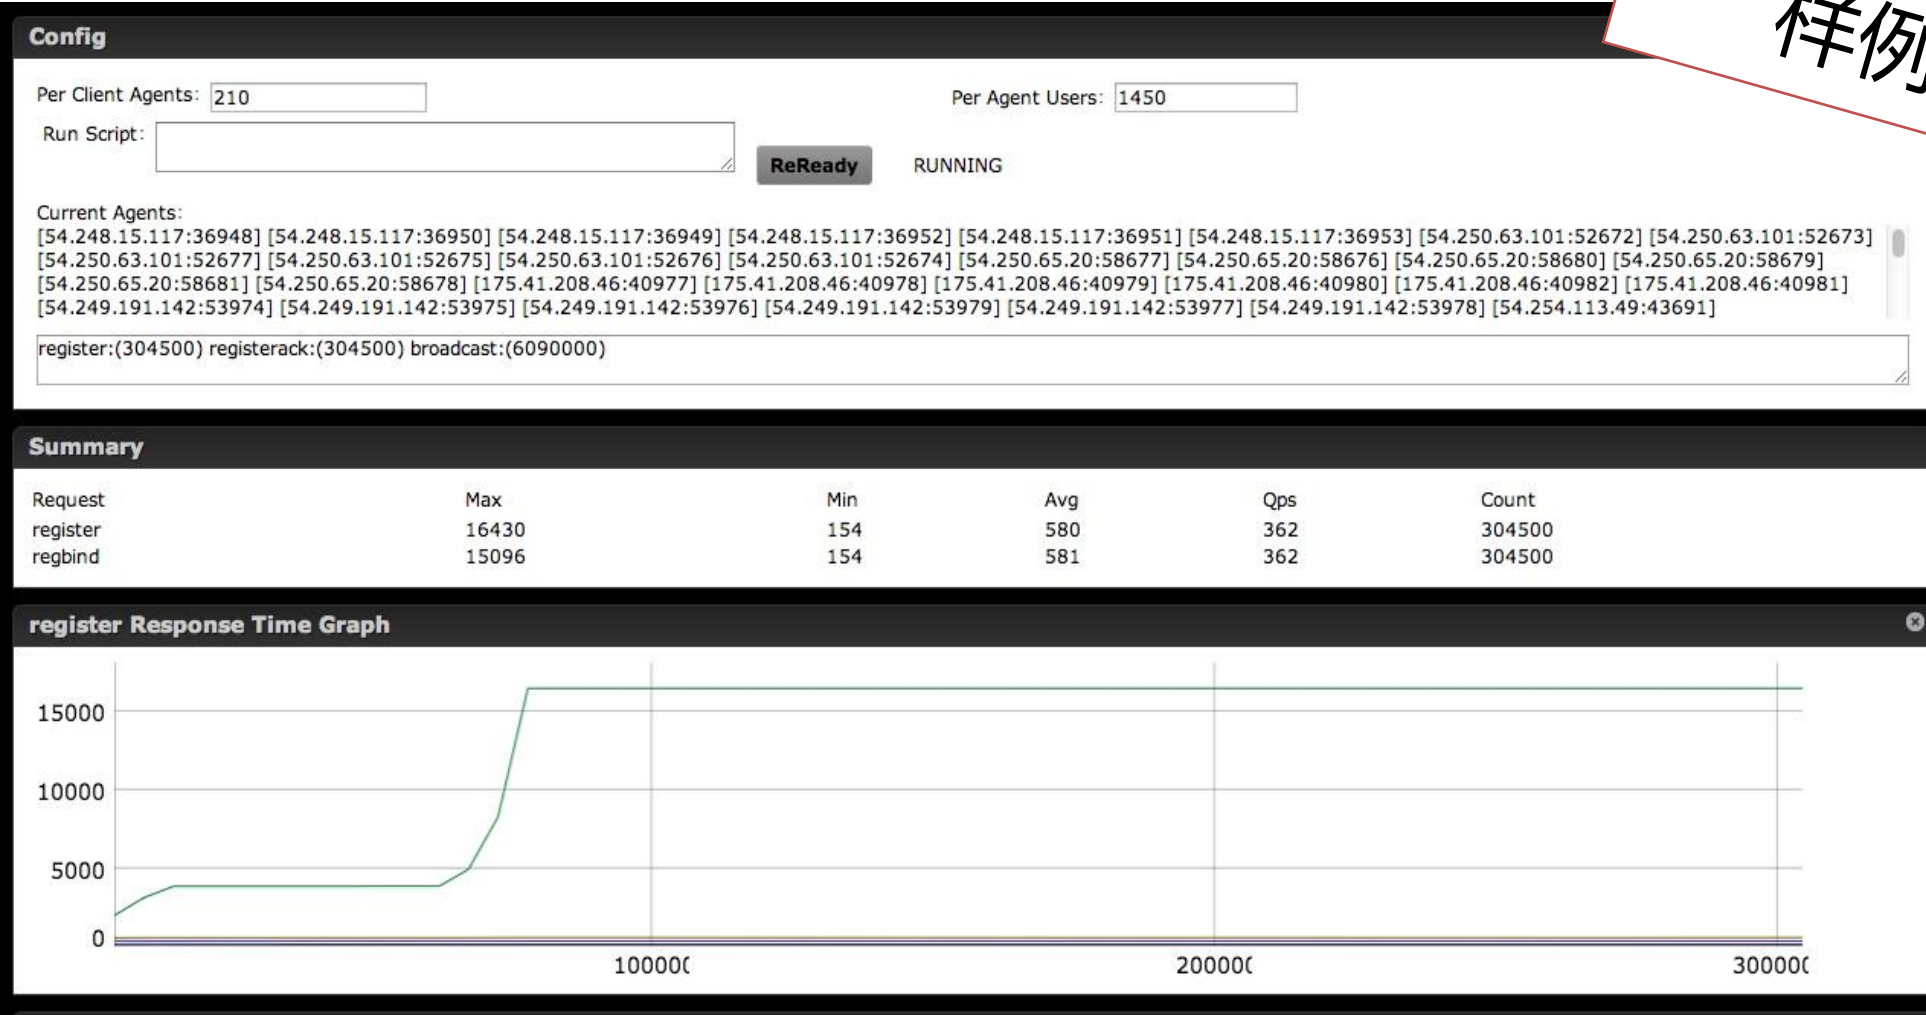 样例
Config
Per Client Agents: 210 Per Agent Users: 1450
Run Script:
ReReady RUNNING
Current Agents:
[54.248.15.117:36948] [54.248.15.117:36950] [54.248.15.117:36949] [54.248.15.117:36952] [54.248.15.117:36951] [54.248.15.117:36953] [54.250.63.101:52672] [54.250.63.101:52673]
[54.250.63.101:52677] [54.250.63.101:52675] [54.250.63.101:52676] [54.250.63.101:52674] [54.250.65.20:58677] [54.250.65.20:58676] [54.250.65.20:58680] [54.250.65.20:58679]
[54.250.65.20:58681] [54.250.65.20:58678] [175.41.208.46:40977] [175.41.208.46:40978] [175.41.208.46:40979] [175.41.208.46:40980] [175.41.208.46:40982] [175.41.208.46:40981]
[54.249.191.142:53974] [54.249.191.142:53975] [54.249.191.142:53976] [54.249.191.142:53979] [54.249.191.142:53977] [54.249.191.142:53978] [54.254.113.49:43691]
register:(304500) registerack:(304500) broadcast:(6090000)
Summary
Request Max Min Avg Qps Count
register 16430 154 580 362 304500
regbind 15096 154 581 362 304500
register Response Time Graph
15000
10000
5000
0
100000 200000 300000